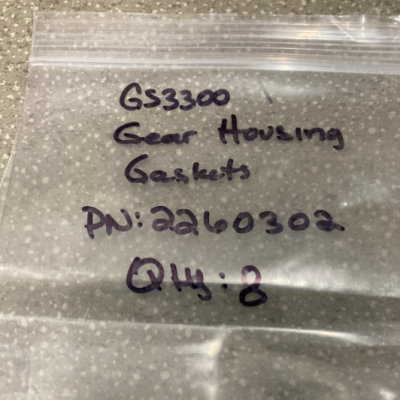 GS3300
Gear Housing
Gaskets
PN: 2260302
Qty: 8